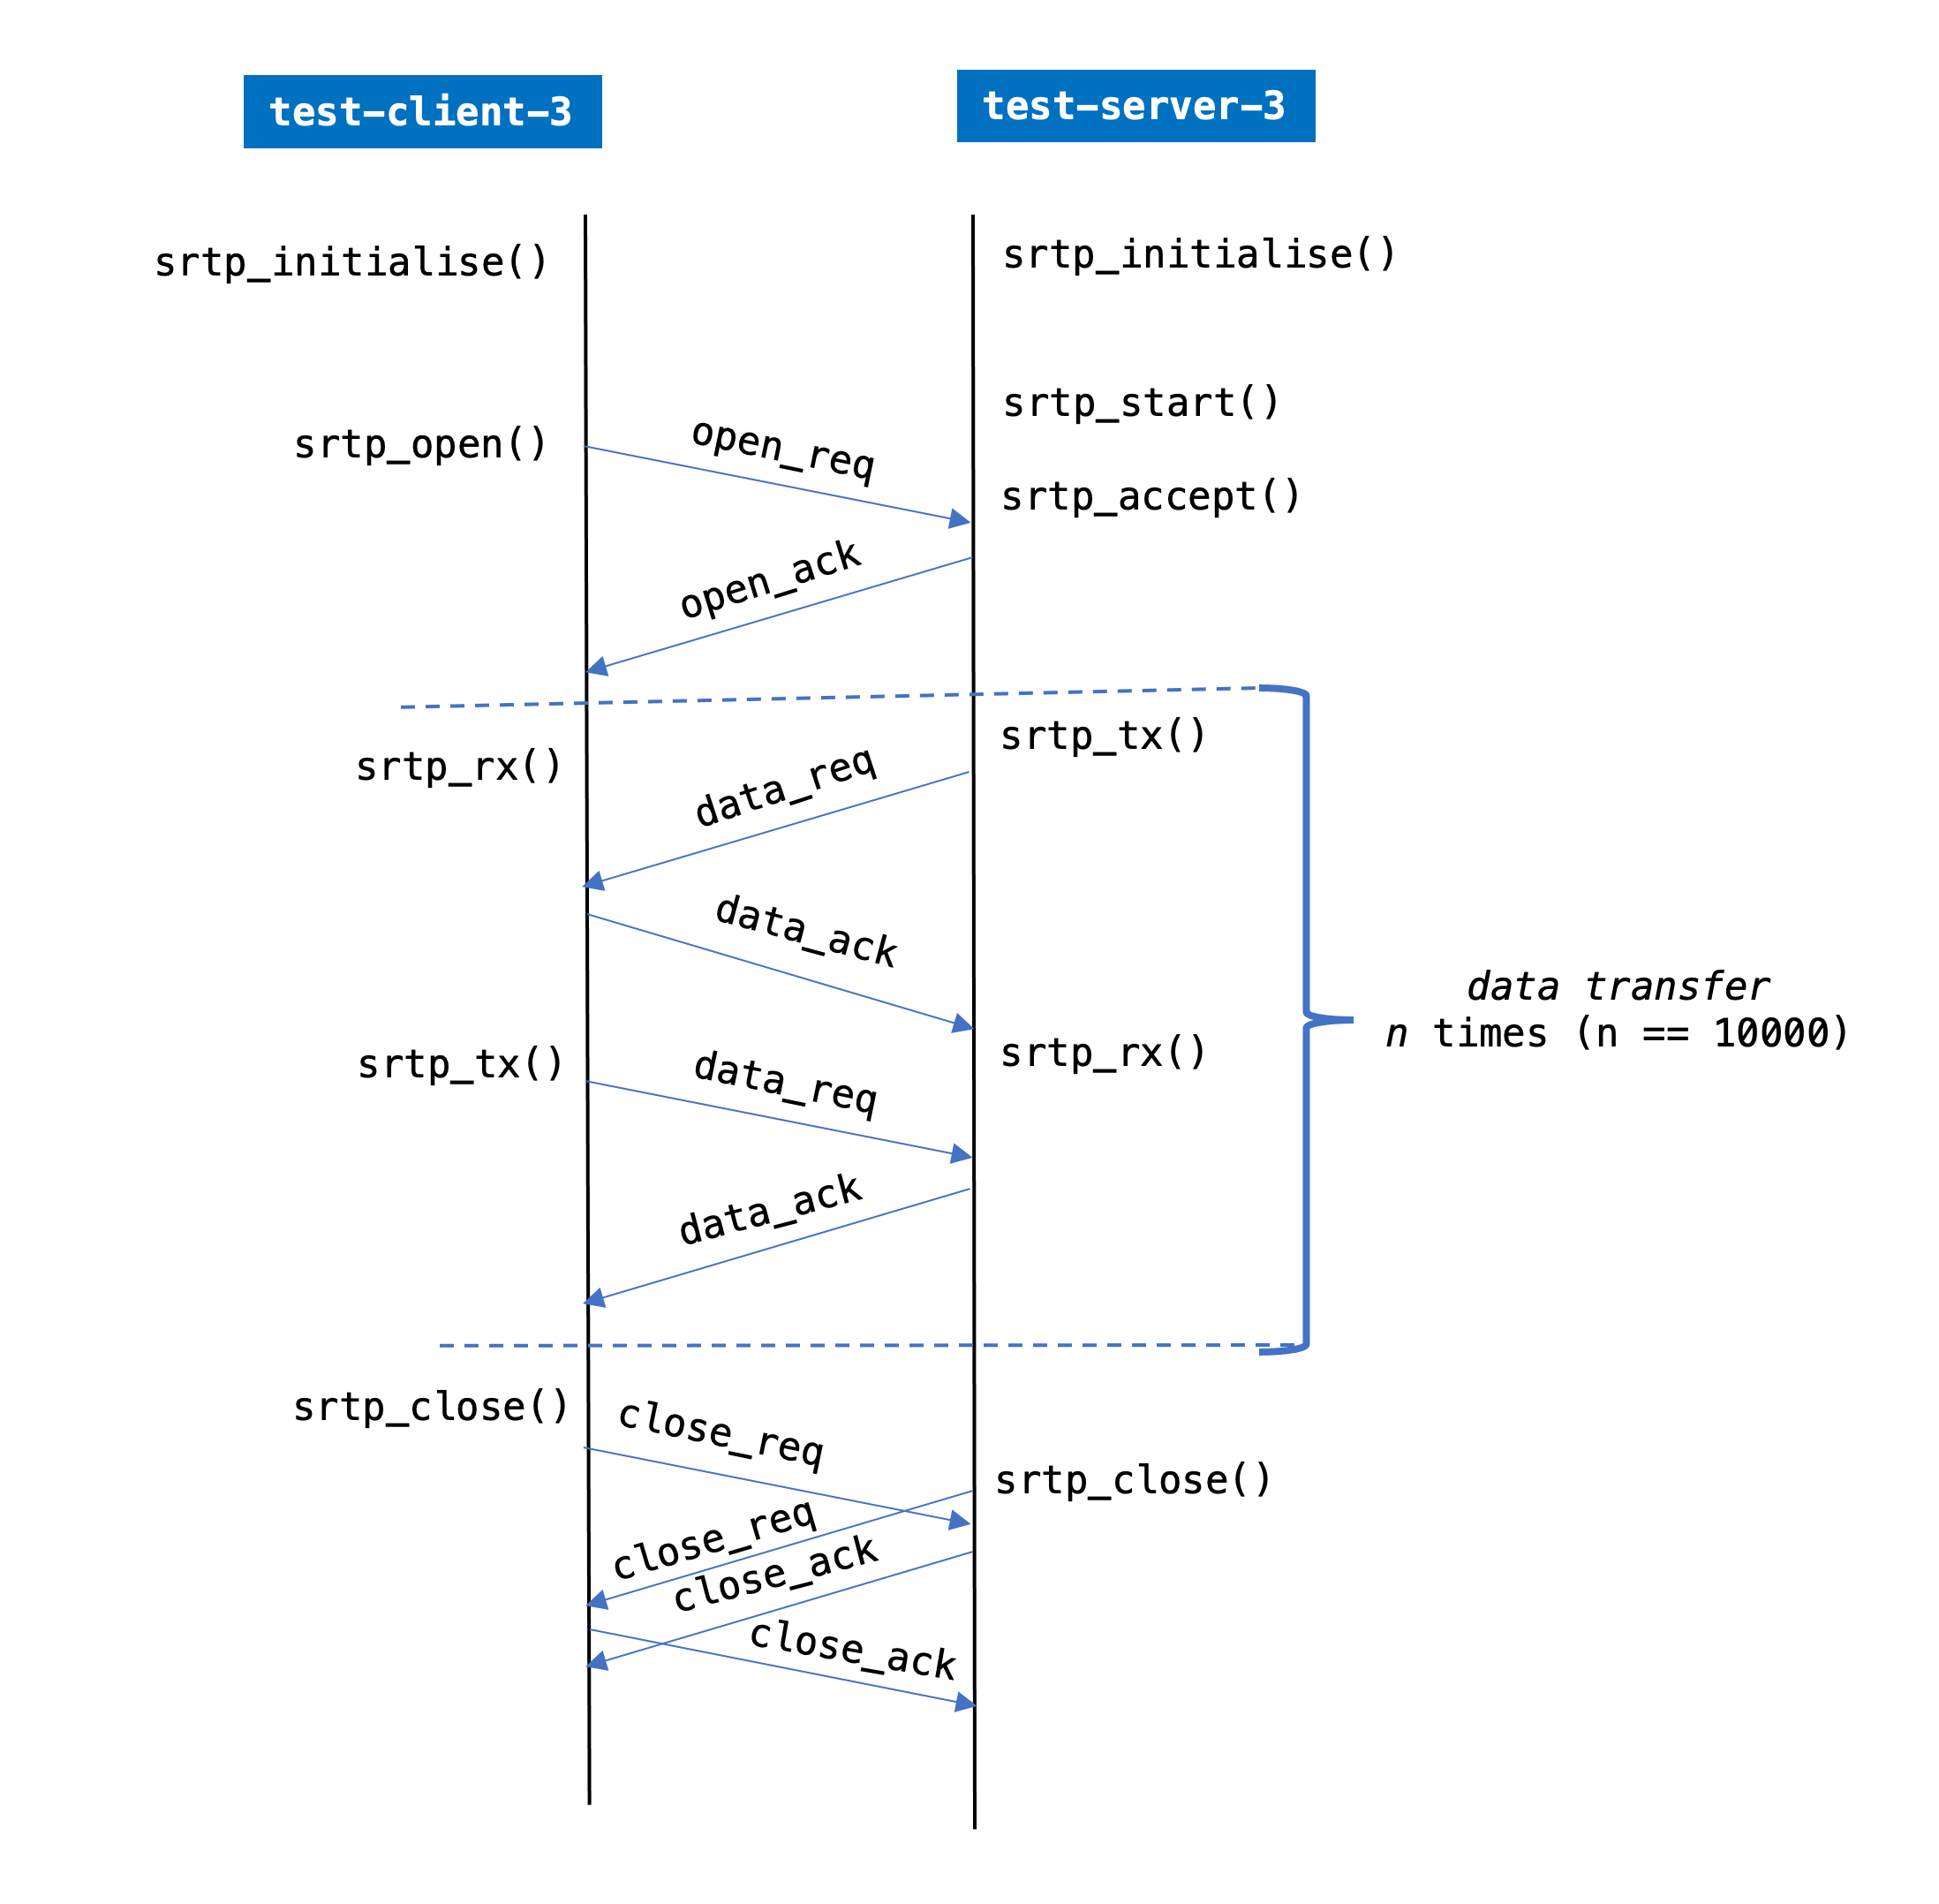 test-client-3
test-server-3
srtp_initialise()
srtp_initialise()
srtp_start()
srtp_open()
open_req
srtp_accept()
open_ack
srtp_tx()
srtp_rx()
data_req
data_ack
data transfer
n times (n == 10000)
srtp_tx()
data_req
srtp_rx()
data_ack
srtp_close()
close_req
srtp_close()
close_req
close_ack
close_ack